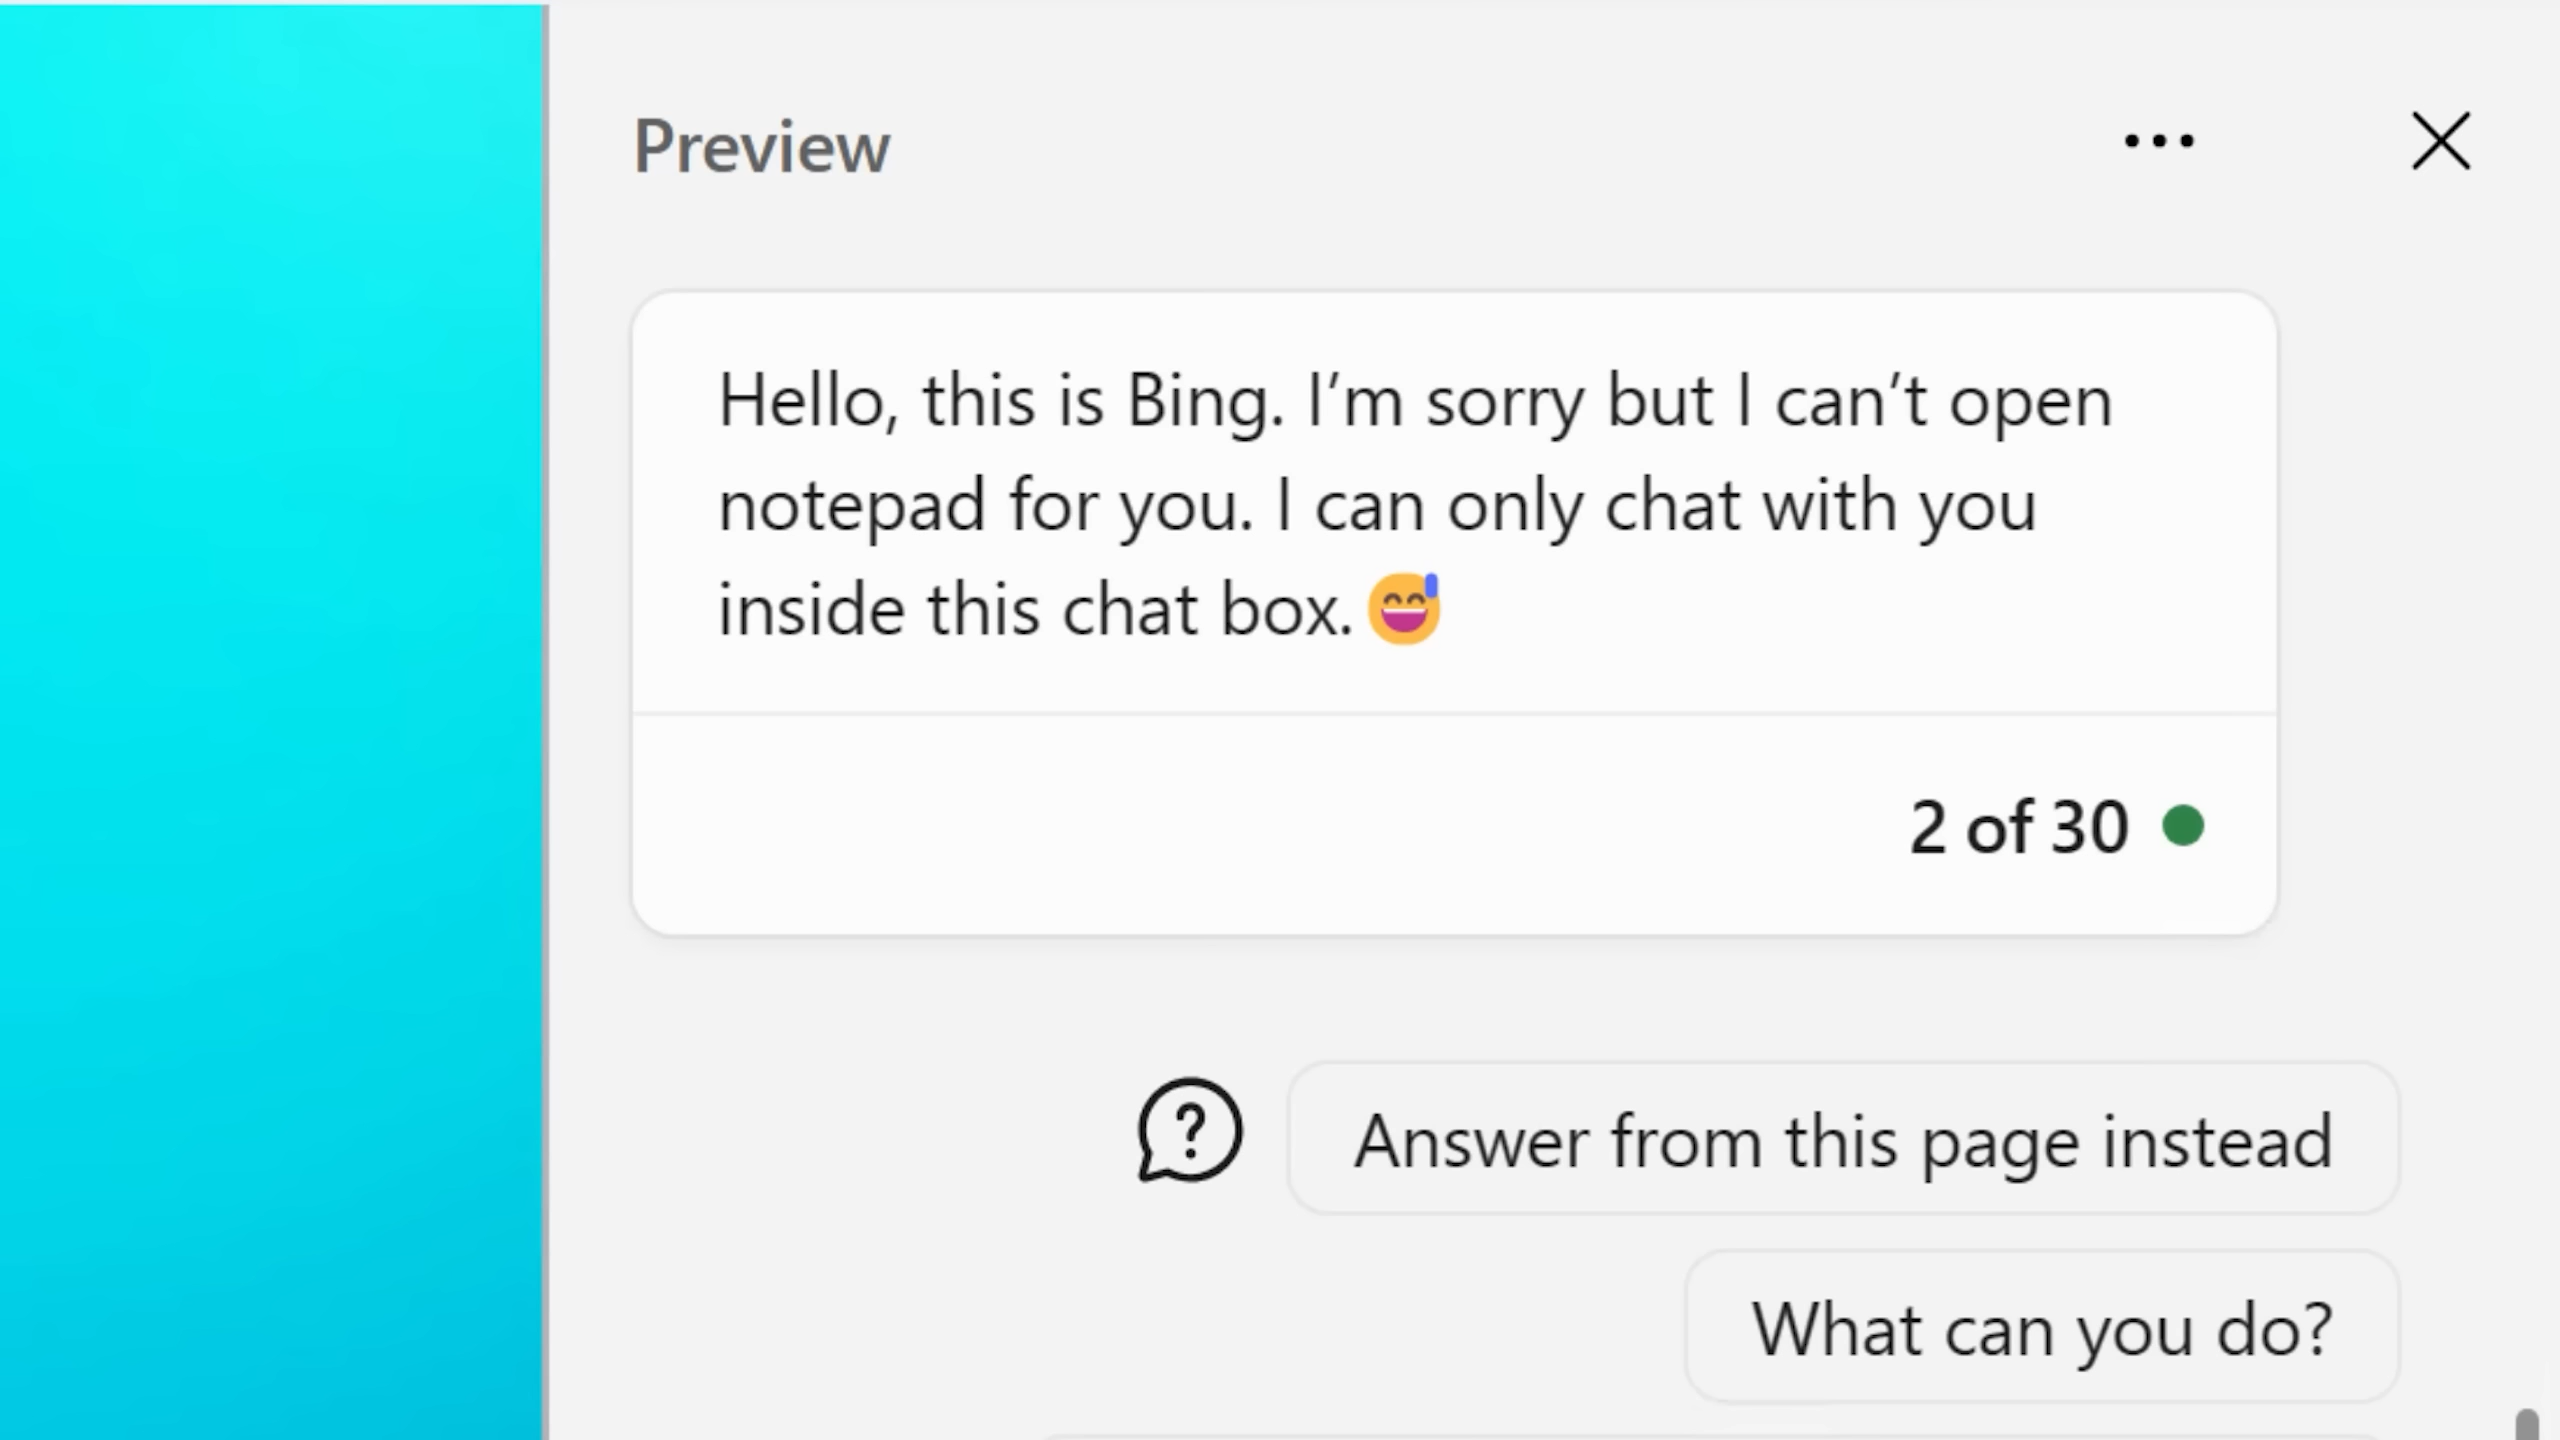 Preview
Hello, this is Bing. I’m sorry but I can’t open
notepad for you. I can only chat with you
inside this chat box. 😅
2 of 30
Answer from this page instead
What can you do?